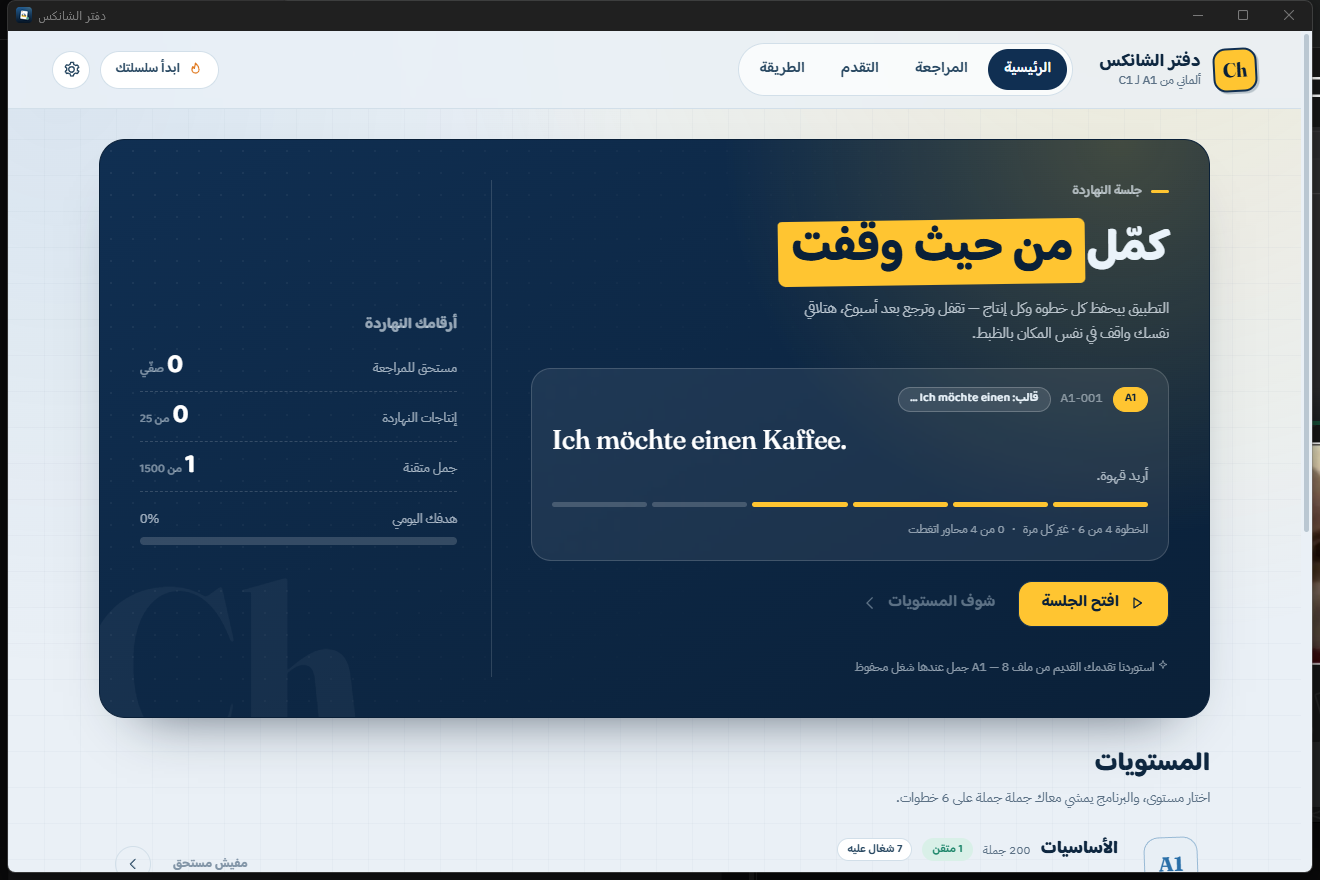 دفتر الشانكس
Ch
دفتر الشانكس
ألماني من A1 لـ C1
الرئيسية
المراجعة
التقدم
الطريقة
ابدأ سلسلتك
جلسة النهاردة
كمّل من حيث وقفت
التطبيق بيحفظ كل خطوة وكل إنتاج — تقفل وترجع بعد أسبوع، هتلاقي
نفسك واقف في نفس المكان بالظبط.
A1
A1-001
قالب: Ich möchte einen ...
Ich möchte einen Kaffee.
أريد قهوة.
الخطوة 4 من 6 · غيّر كل مرة · 0 من 4 محاور اتغطت
افتح الجلسة
شوف المستويات
استوردنا تقدمك القديم من ملف A1 — 8 جمل عندها شغل محفوظ
أرقامك النهاردة
مستحق للمراجعة
0 صفّي
إنتاجات النهاردة
0 من 25
جمل متقنة
1 من 1500
هدفك اليومي
0%
Ch
المستويات
اختار مستوى، والبرنامج يمشي معاك جملة جملة على 6 خطوات.
A1
الأساسيات
200 جملة
1 متقن
7 شغال عليه
مفيش مستحق